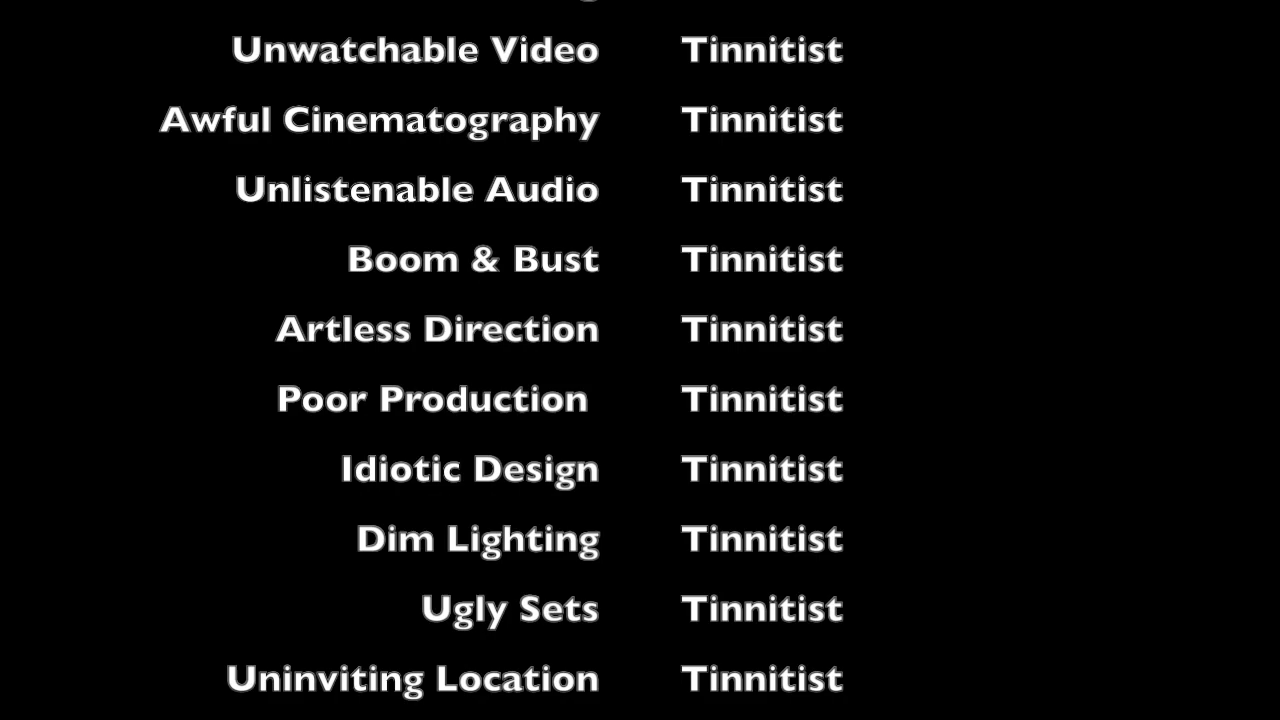 Unwatchable Video Tinnitist
Awful Cinematography Tinnitist
Unlistenable Audio Tinnitist
Boom & Bust Tinnitist
Artless Direction Tinnitist
Poor Production Tinnitist
Idiotic Design Tinnitist
Dim Lighting Tinnitist
Ugly Sets Tinnitist
Uninviting Location Tinnitist